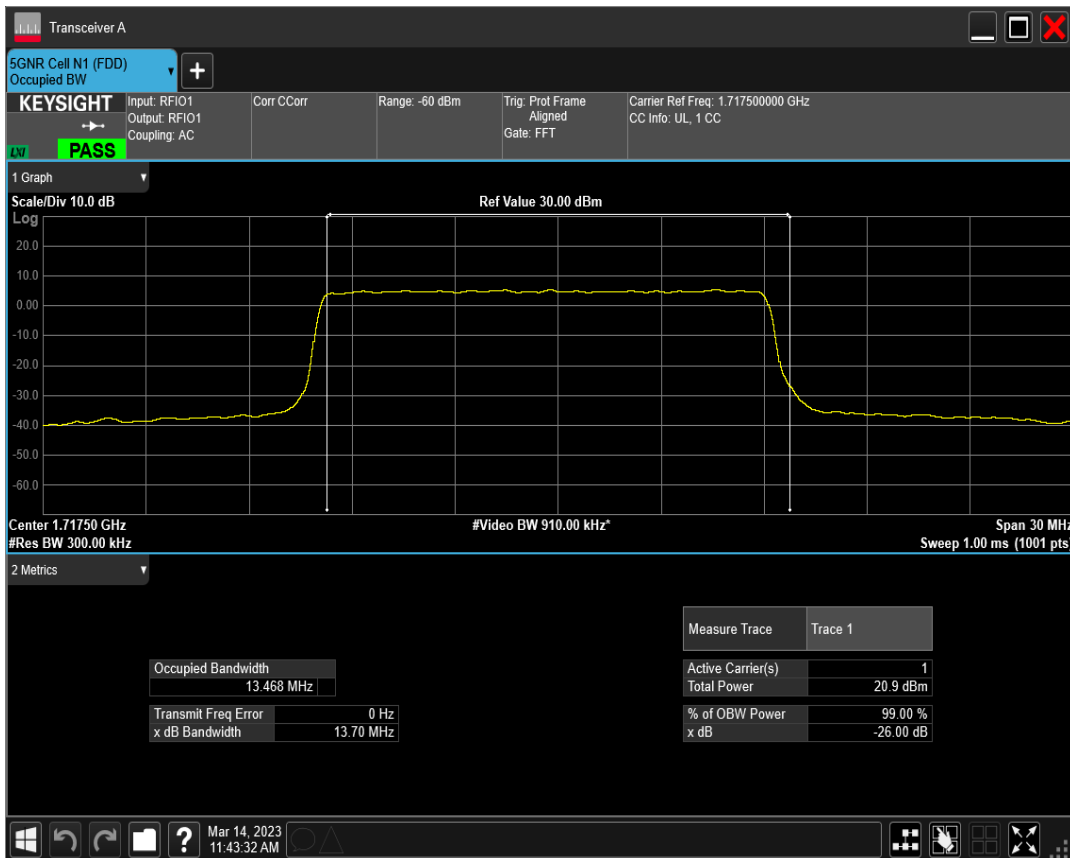 Transceiver A
5GNR Cell N1 (FDD)
Occupied BW
KEYSIGHT
LXI
PASS
Input: RFIO1
Output: RFIO1
Coupling: AC
Corr CCorr
Range: -60 dBm
Trig: Prot Frame
Aligned
Gate: FFT
Carrier Ref Freq: 1.717500000 GHz
CC Info: UL, 1 CC
1 Graph
Scale/Div 10.0 dB
Ref Value 30.00 dBm
Log
20.0
10.0
0.00
-10.0
-20.0
-30.0
-40.0
-50.0
-60.0
Center 1.71750 GHz
#Video BW 910.00 kHz*
Span 30 MHz
#Res BW 300.00 kHz
Sweep 1.00 ms (1001 pts)
2 Metrics
Measure Trace Trace 1
Occupied Bandwidth
13.468 MHz
Transmit Freq Error 0 Hz
x dB Bandwidth 13.70 MHz
Active Carrier(s) 1
Total Power 20.9 dBm
% of OBW Power 99.00 %
x dB -26.00 dB
?
Mar 14, 2023
11:43:32 AM